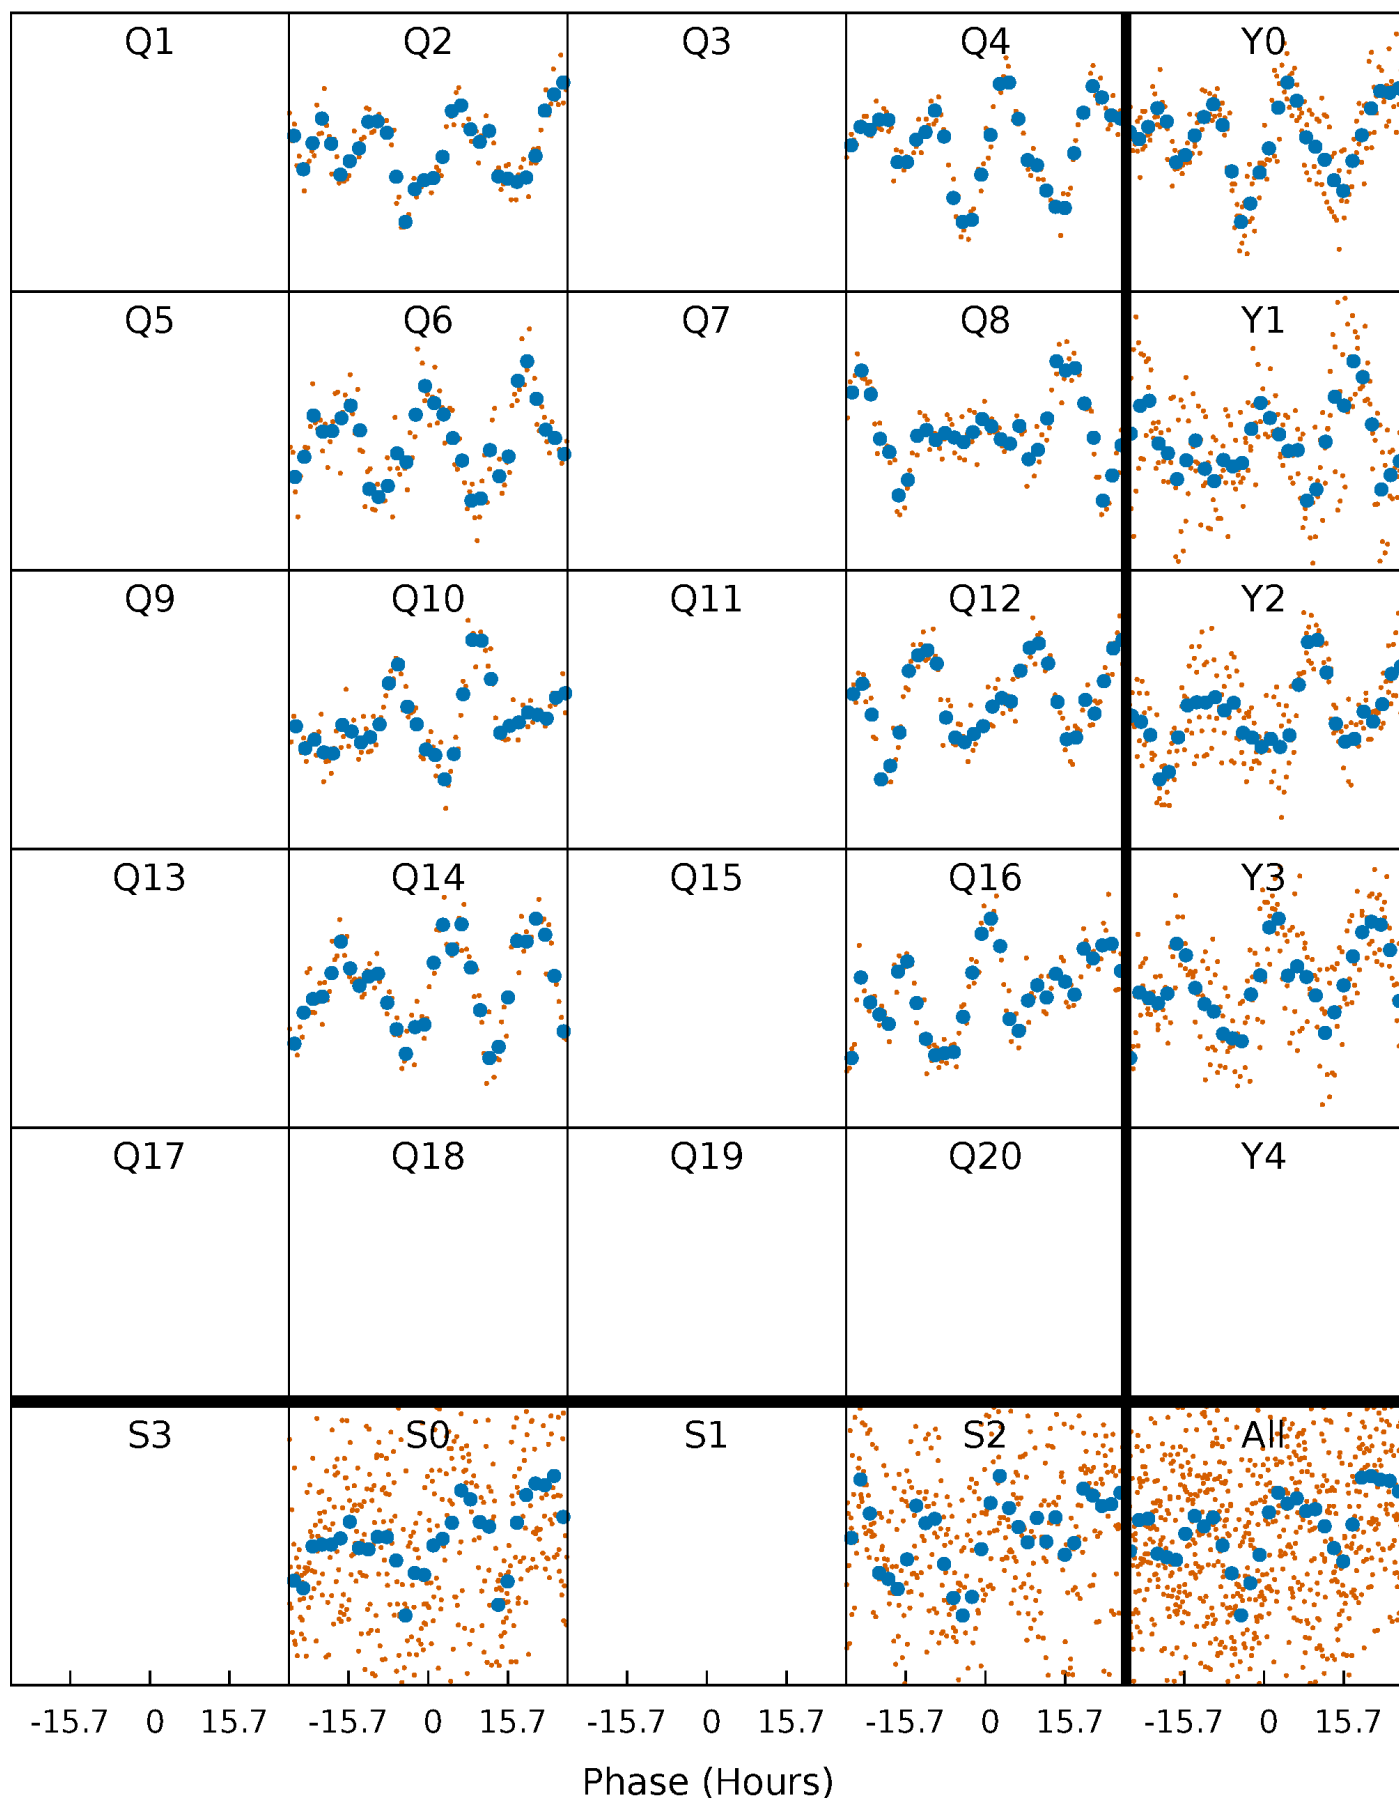 Q1 Q2 Q3 Q4 Y0
Q5 Q6 Q7 Q8 Y1
Q9 Q10 Q11 Q12 Y2
Q13 Q14 Q15 Q16 Y3
Q17 Q18 Q19 Q20 Y4
S3 S0 S1 S2 All
-15.7 0 15.7 -15.7 0 15.7 -15.7 0 15.7 -15.7 0 15.7 -15.7 0 15.7
Phase (Hours)